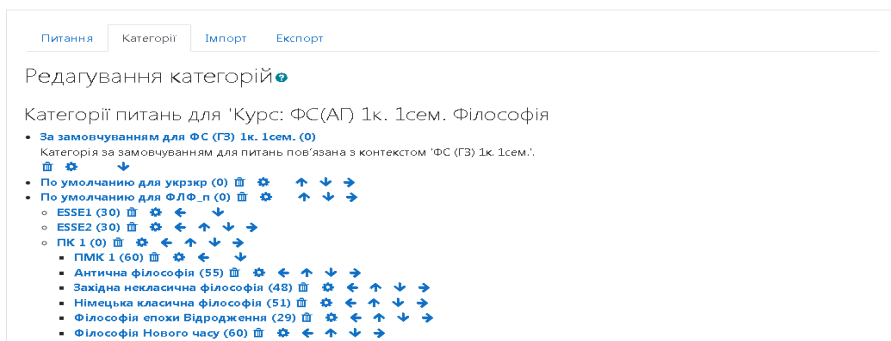 Питання Категорії Імпорт Експорт
Редагування категорій
Категорії питань для 'Курс: ФС(АГ) 1к. 1сем. Філософія
За замовчуванням для ФС (ГЗ) 1к. 1сем. (0)
Категорія за замовчуванням для питань пов’язана з контекстом 'ФС (ГЗ) 1к. 1сем.'.
По умолчанию для укрзкр (0)
По умолчанию для ФЛФ_п (0)
ESSE1 (30)
ESSE2 (30)
ПК 1 (0)
ПМК 1 (60)
Антична філософія (55)
Західна некласична філософія (48)
Німецька класична філософія (51)
Філософія епохи Відродження (29)
Філософія Нового часу (60)